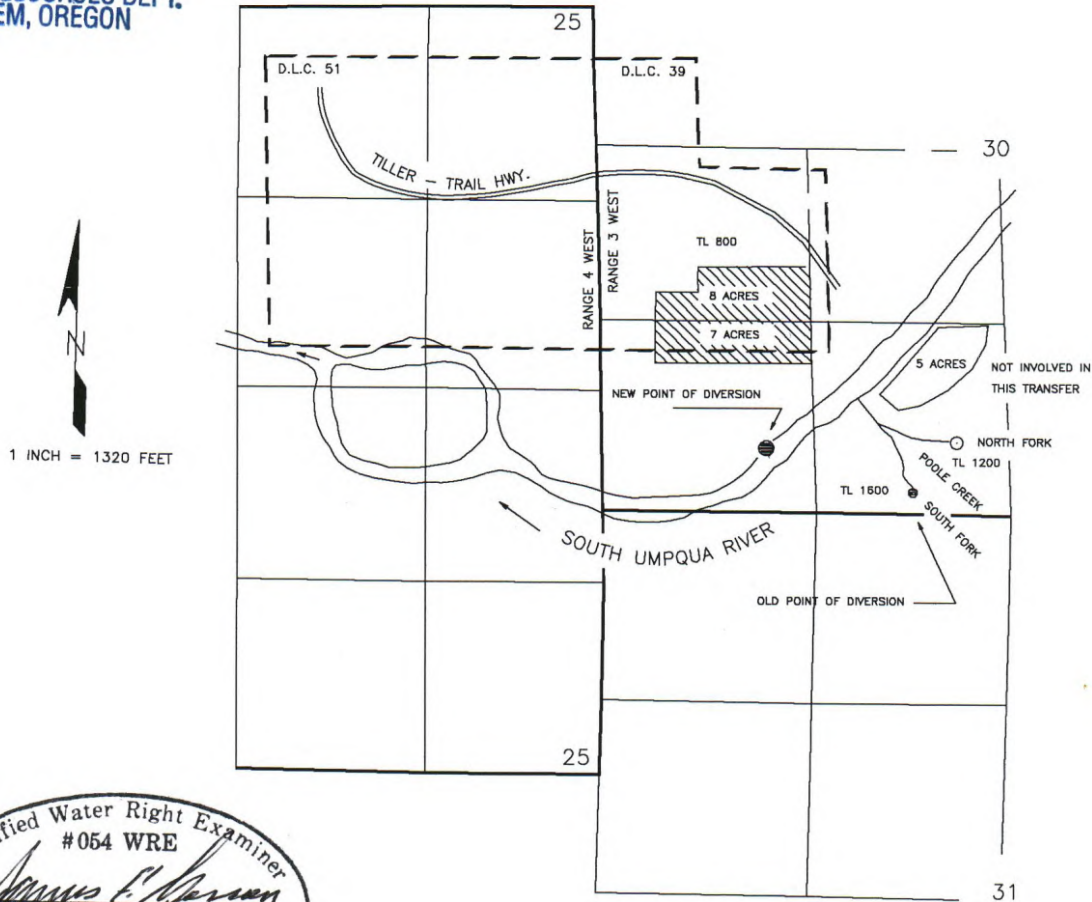 EM, OREGON
25
D.L.C. 51
D.L.C. 39
30
TILLER - TRAIL HWY.
RANGE 4 WEST
RANGE 3 WEST
TL 800
8 ACRES
7 ACRES
5 ACRES
NOT INVOLVED IN
THIS TRANSFER
NEW POINT OF DIVERSION
1 INCH = 1320 FEET
N
NORTH FORK
TL 1200
POOLE CREEK
TL 1600
SOUTH FORK
SOUTH UMPQUA RIVER
OLD POINT OF DIVERSION
25
31
ified Water Right Examiner
#054 WRE